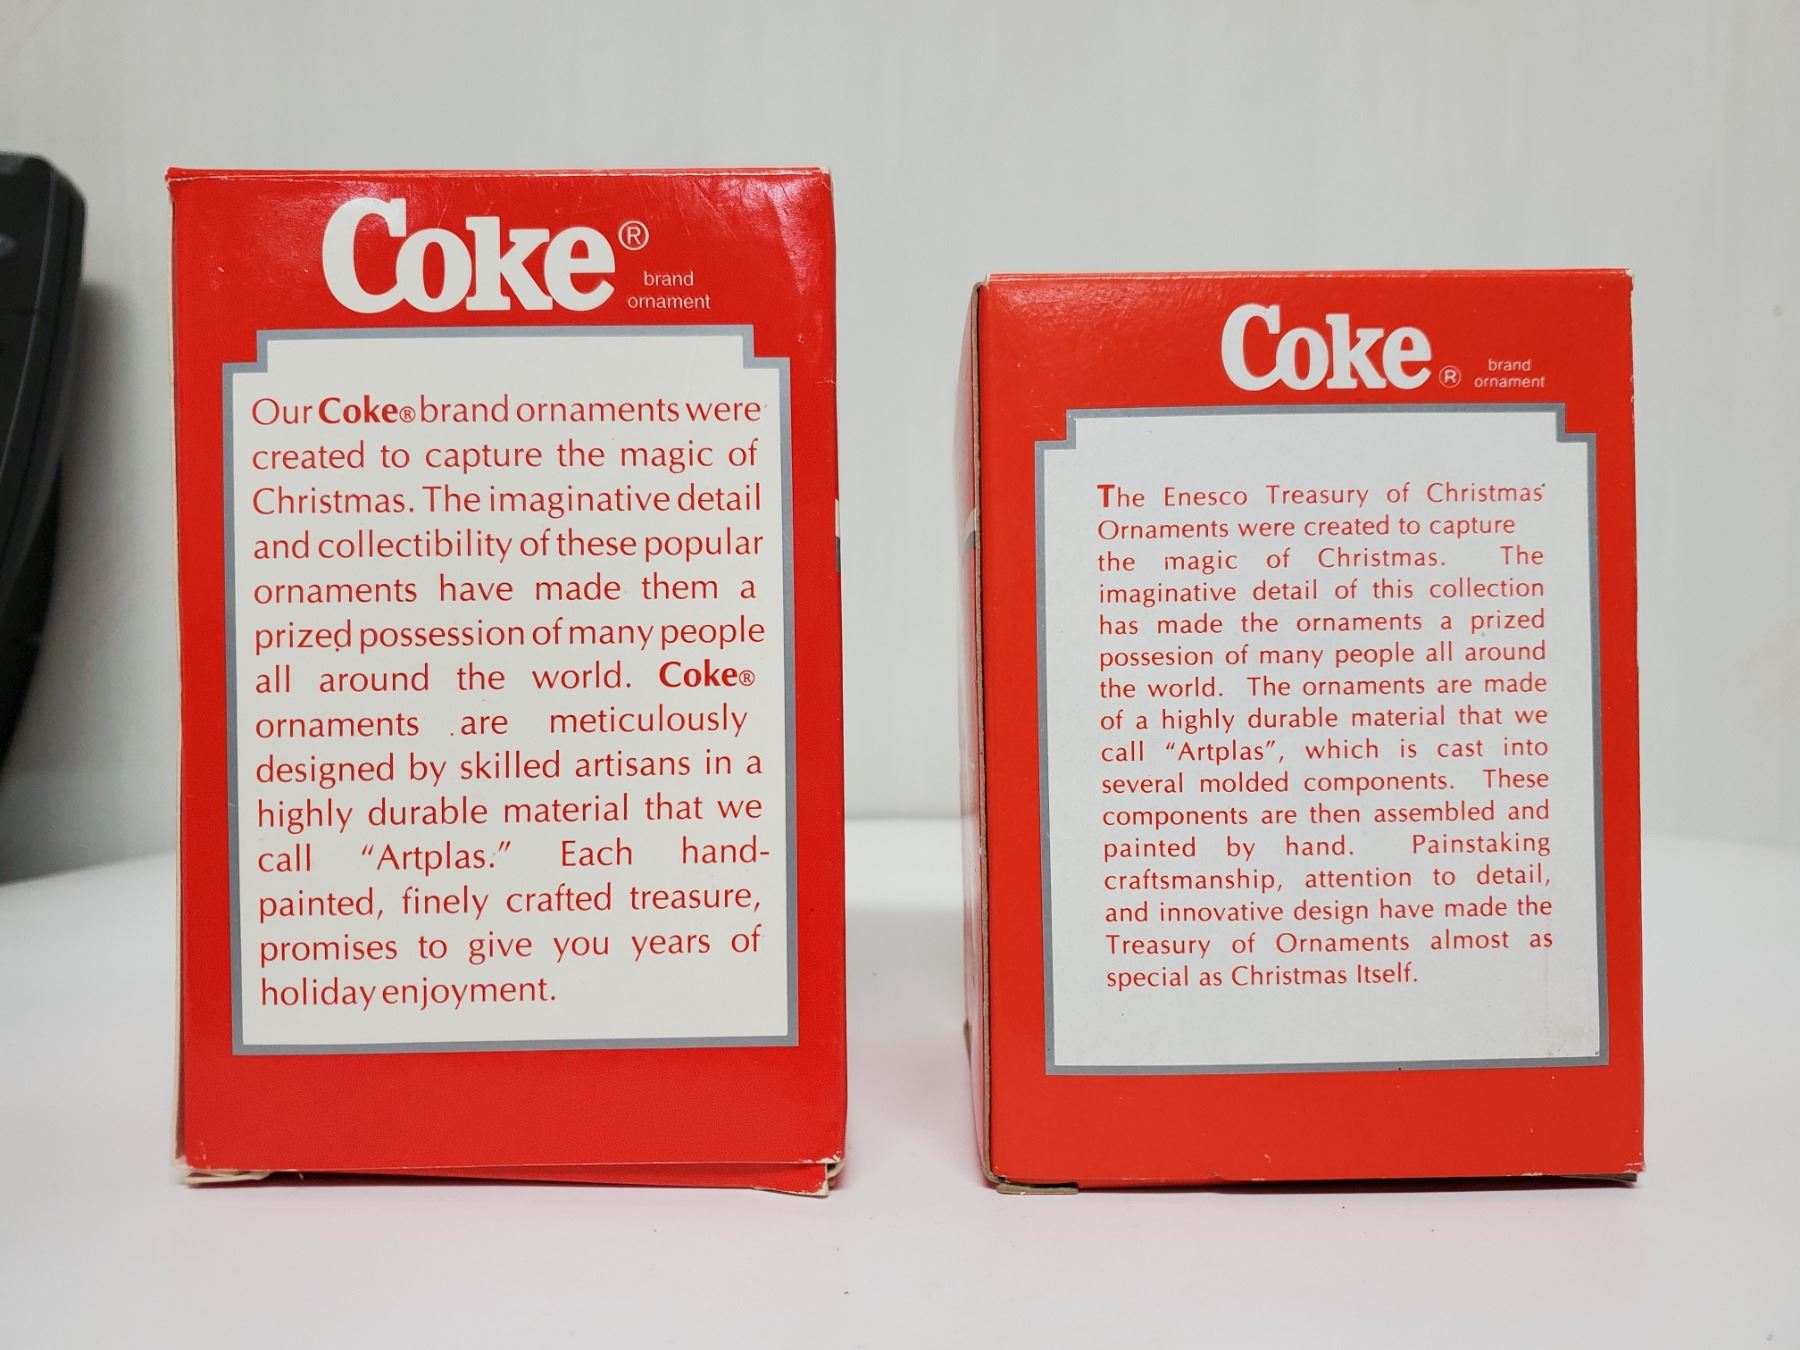 Coke®
brand
ornament
Our Coke® brand ornaments were
created to capture the magic of
Christmas. The imaginative detail
and collectibility of these popular
ornaments have made them a
prized possession of many people
all around the world. Coke®
ornaments are meticulously
designed by skilled artisans in a
highly durable material that we
call “Artplas.” Each hand-
painted, finely crafted treasure,
promises to give you years of
holiday enjoyment.
Coke®
brand
ornament
The Enesco Treasury of Christmas
Ornaments were created to capture
the magic of Christmas. The
imaginative detail of this collection
has made the ornaments a prized
possesion of many people all around
the world. The ornaments are made
of a highly durable material that we
call “Artplas”, which is cast into
several molded components. These
components are then assembled and
painted by hand. Painstaking
craftsmanship, attention to detail,
and innovative design have made the
Treasury of Ornaments almost as
special as Christmas Itself.